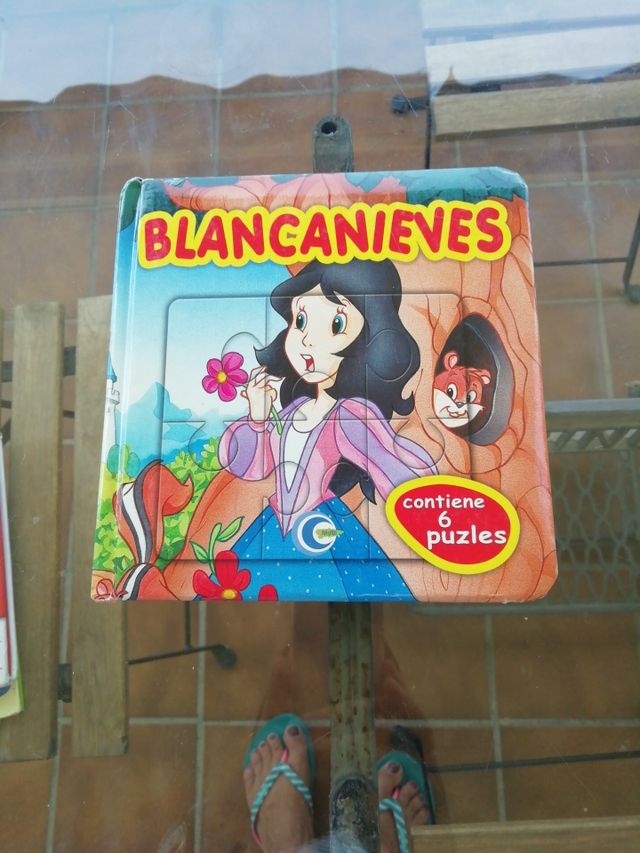 BLANCANIEVES
contiene
6
puzles